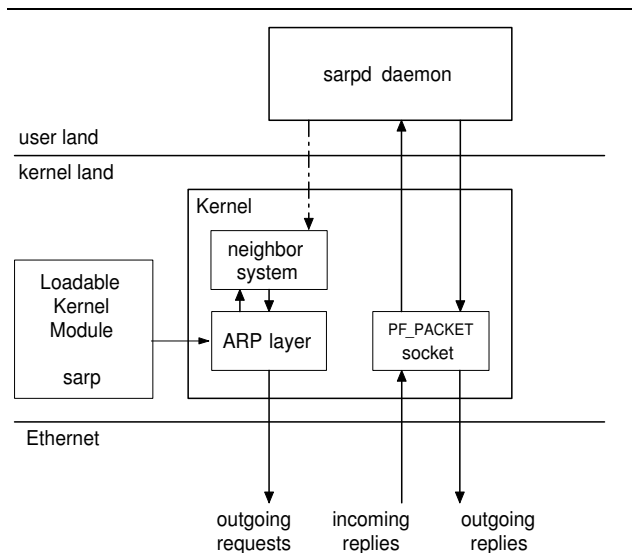 sarpd daemon
user land
kernel land
Kernel
neighbor
system
Loadable
Kernel
Module
sarp
ARP layer
PF_PACKET
socket
Ethernet
outgoing
requests
incoming
replies
outgoing
replies